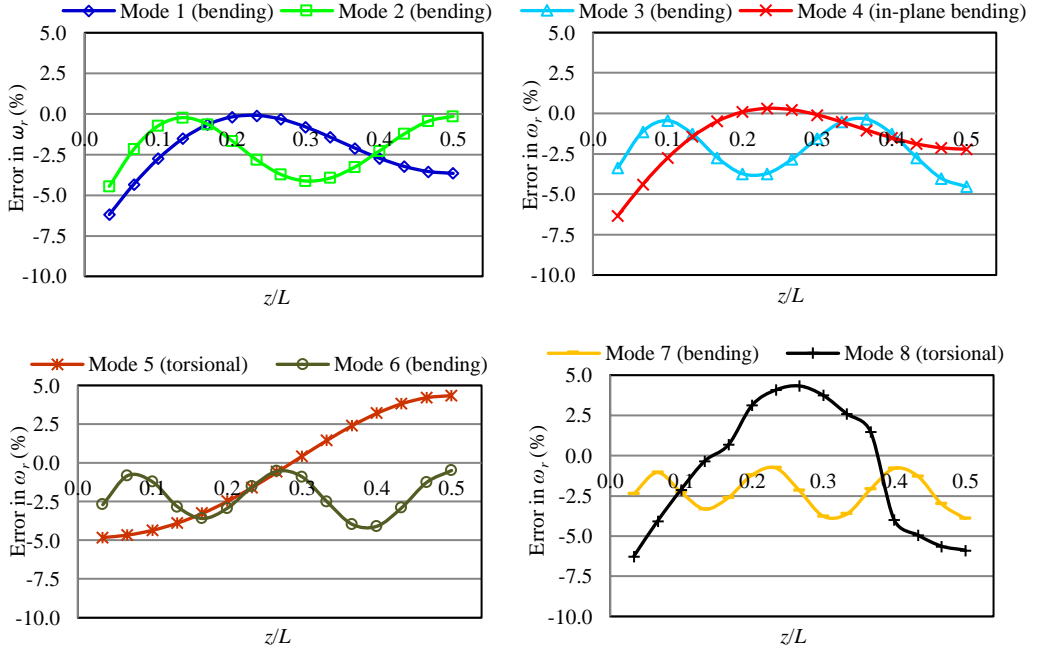 Mode 1 (bending) Mode 2 (bending)
5.0
2.5
0.0
-2.5
-5.0
-7.5
-10.0
0.0 0.1 0.2 0.3 0.4 0.5
Error in ωr (%)
z/L
Mode 3 (bending) Mode 4 (in-plane bending)
5.0
2.5
0.0
-2.5
-5.0
-7.5
-10.0
0.0 0.1 0.2 0.3 0.4 0.5
Error in ωr (%)
z/L
Mode 5 (torsional) Mode 6 (bending)
5.0
2.5
0.0
-2.5
-5.0
-7.5
-10.0
0.0 0.1 0.2 0.3 0.4 0.5
Error in ωr (%)
z/L
Mode 7 (bending) Mode 8 (torsional)
5.0
2.5
0.0
-2.5
-5.0
-7.5
-10.0
0.0 0.1 0.2 0.3 0.4 0.5
Error in ωr (%)
z/L